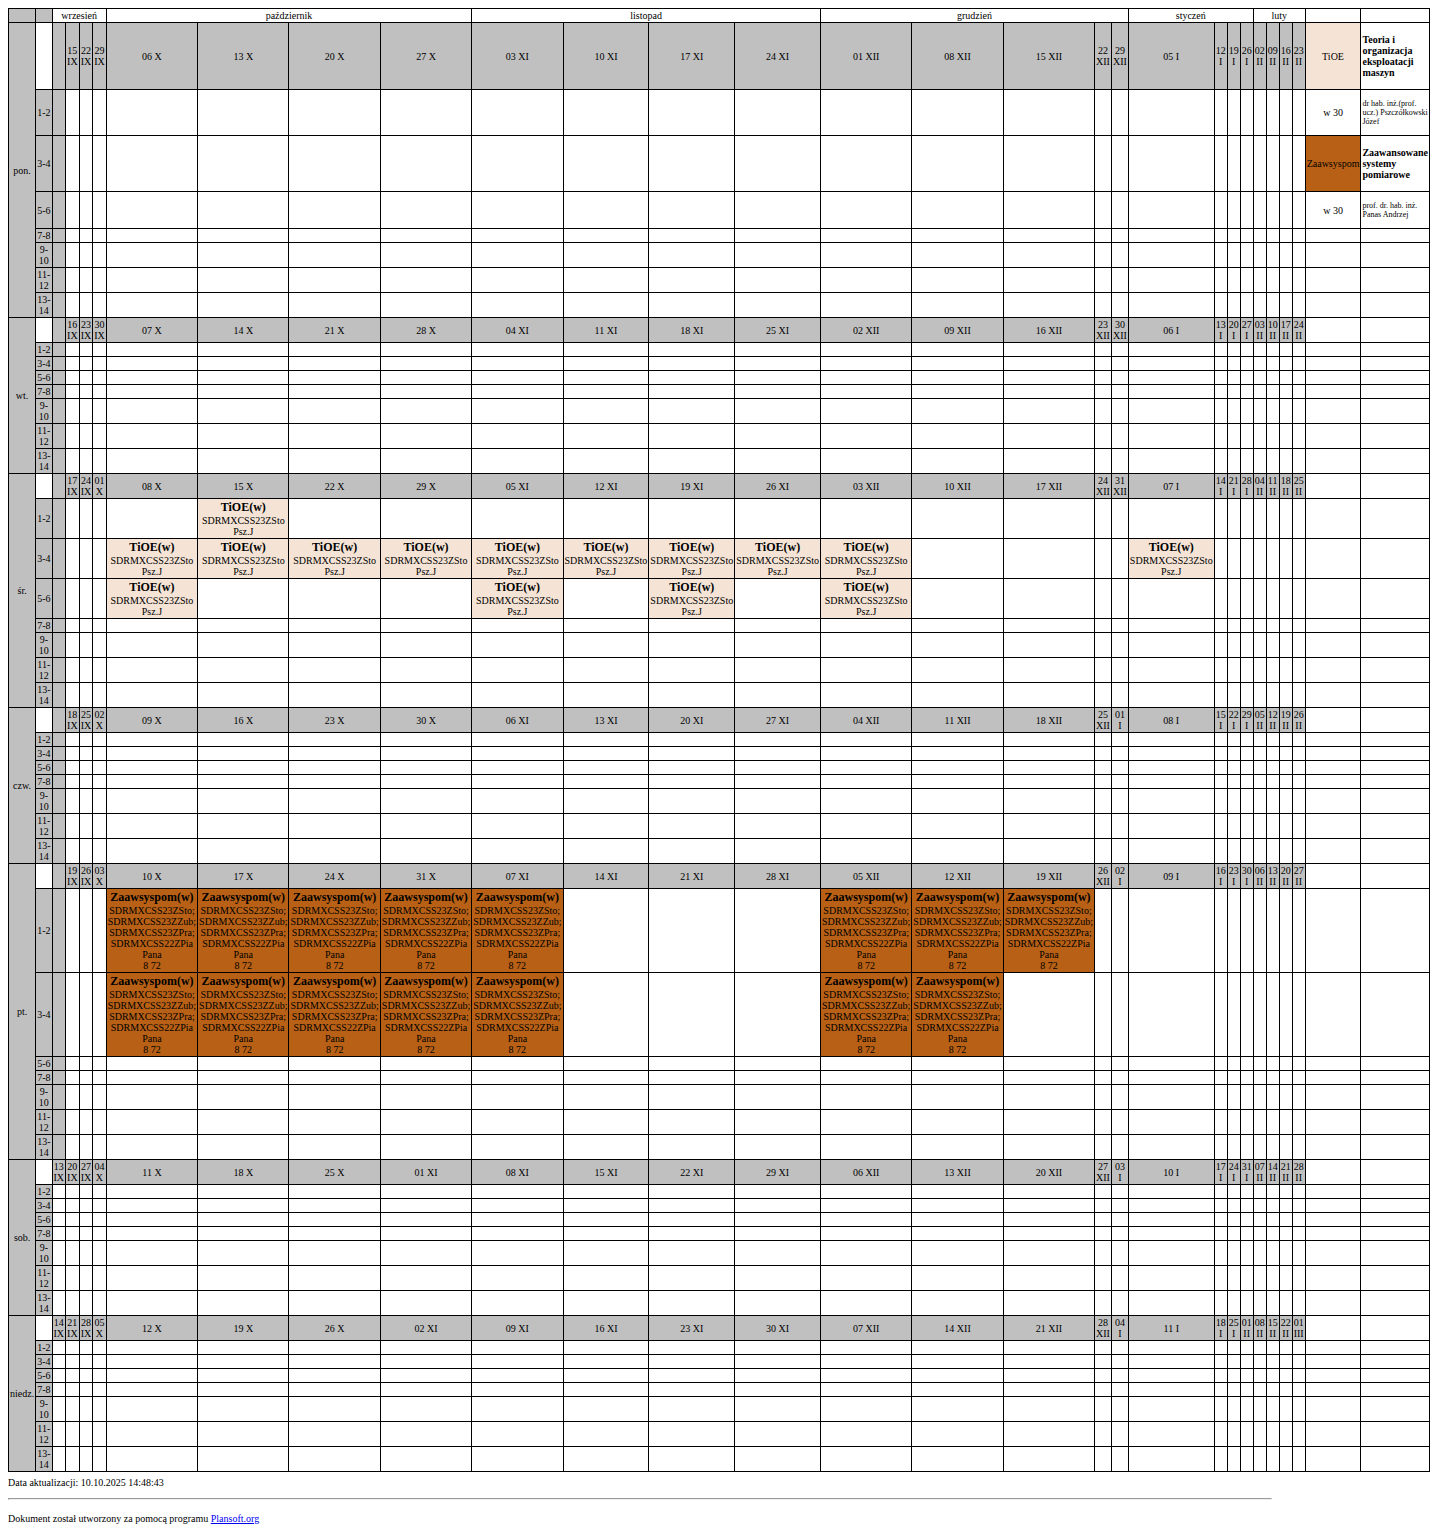 wrzesień październik listopad grudzień styczeń luty
pon. 15 IX 22 IX 29 IX 06 X 13 X 20 X 27 X 03 XI 10 XI 17 XI 24 XI 01 XII 08 XII 15 XII 22 XII 29 XII 05 I 12 I 19 I 26 I 02 II 09 II 16 II 23 II TiOE Teoria i organizacja eksploatacji maszyn
1-2 w 30 dr hab. inż.(prof. ucz.) Pszczółkowski Józef
3-4 Zaawsyspom Zaawansowane systemy pomiarowe
5-6 w 30 prof. dr. hab. inż. Panas Andrzej
7-8
9-10
11-12
13-14
wt. 16 IX 23 IX 30 IX 07 X 14 X 21 X 28 X 04 XI 11 XI 18 XI 25 XI 02 XII 09 XII 16 XII 23 XII 30 XII 06 I 13 I 20 I 27 I 03 II 10 II 17 II 24 II
1-2
3-4
5-6
7-8
9-10
11-12
13-14
śr. 17 IX 24 IX 01 X 08 X 15 X 22 X 29 X 05 XI 12 XI 19 XI 26 XI 03 XII 10 XII 17 XII 24 XII 31 XII 07 I 14 I 21 I 28 I 04 II 11 II 18 II 25 II
1-2 TiOE(w)
SDRMXCSS23ZSto
Psz.J
3-4 TiOE(w) TiOE(w) TiOE(w) TiOE(w) TiOE(w) TiOE(w) TiOE(w) TiOE(w) TiOE(w) TiOE(w)
SDRMXCSS23ZSto SDRMXCSS23ZSto SDRMXCSS23ZSto SDRMXCSS23ZSto SDRMXCSS23ZSto SDRMXCSS23ZSto SDRMXCSS23ZSto SDRMXCSS23ZSto SDRMXCSS23ZSto SDRMXCSS23ZSto
Psz.J Psz.J Psz.J Psz.J Psz.J Psz.J Psz.J Psz.J Psz.J Psz.J
5-6 TiOE(w) TiOE(w) TiOE(w) TiOE(w)
SDRMXCSS23ZSto SDRMXCSS23ZSto SDRMXCSS23ZSto SDRMXCSS23ZSto
Psz.J Psz.J Psz.J Psz.J
7-8
9-10
11-12
13-14
czw. 18 IX 25 IX 02 X 09 X 16 X 23 X 30 X 06 XI 13 XI 20 XI 27 XI 04 XII 11 XII 18 XII 25 XII 01 I 08 I 15 I 22 I 29 I 05 II 12 II 19 II 26 II
1-2
3-4
5-6
7-8
9-10
11-12
13-14
pt. 19 IX 26 IX 03 X 10 X 17 X 24 X 31 X 07 XI 14 XI 21 XI 28 XI 05 XII 12 XII 19 XII 26 XII 02 I 09 I 16 I 23 I 30 I 06 II 13 II 20 II 27 II
1-2 Zaawsyspom(w) Zaawsyspom(w) Zaawsyspom(w) Zaawsyspom(w) Zaawsyspom(w) Zaawsyspom(w) Zaawsyspom(w) Zaawsyspom(w)
SDRMXCSS23ZSto; SDRMXCSS23ZSto; SDRMXCSS23ZSto; SDRMXCSS23ZSto; SDRMXCSS23ZSto; SDRMXCSS23ZSto; SDRMXCSS23ZSto; SDRMXCSS23ZSto;
SDRMXCSS23ZZub; SDRMXCSS23ZZub; SDRMXCSS23ZZub; SDRMXCSS23ZZub; SDRMXCSS23ZZub; SDRMXCSS23ZZub; SDRMXCSS23ZZub; SDRMXCSS23ZZub;
SDRMXCSS23ZPra; SDRMXCSS23ZPra; SDRMXCSS23ZPra; SDRMXCSS23ZPra; SDRMXCSS23ZPra; SDRMXCSS23ZPra; SDRMXCSS23ZPra; SDRMXCSS23ZPra;
SDRMXCSS22ZPia SDRMXCSS22ZPia SDRMXCSS22ZPia SDRMXCSS22ZPia SDRMXCSS22ZPia SDRMXCSS22ZPia SDRMXCSS22ZPia SDRMXCSS22ZPia
Pana Pana Pana Pana Pana Pana Pana Pana
8 72 8 72 8 72 8 72 8 72 8 72 8 72 8 72
3-4 Zaawsyspom(w) Zaawsyspom(w) Zaawsyspom(w) Zaawsyspom(w) Zaawsyspom(w) Zaawsyspom(w) Zaawsyspom(w)
SDRMXCSS23ZSto; SDRMXCSS23ZSto; SDRMXCSS23ZSto; SDRMXCSS23ZSto; SDRMXCSS23ZSto; SDRMXCSS23ZSto; SDRMXCSS23ZSto;
SDRMXCSS23ZZub; SDRMXCSS23ZZub; SDRMXCSS23ZZub; SDRMXCSS23ZZub; SDRMXCSS23ZZub; SDRMXCSS23ZZub; SDRMXCSS23ZZub;
SDRMXCSS23ZPra; SDRMXCSS23ZPra; SDRMXCSS23ZPra; SDRMXCSS23ZPra; SDRMXCSS23ZPra; SDRMXCSS23ZPra; SDRMXCSS23ZPra;
SDRMXCSS22ZPia SDRMXCSS22ZPia SDRMXCSS22ZPia SDRMXCSS22ZPia SDRMXCSS22ZPia SDRMXCSS22ZPia SDRMXCSS22ZPia
Pana Pana Pana Pana Pana Pana Pana
8 72 8 72 8 72 8 72 8 72 8 72 8 72
5-6
7-8
9-10
11-12
13-14
sob. 13 IX 20 IX 27 IX 04 X 11 X 18 X 25 X 01 XI 08 XI 15 XI 22 XI 29 XI 06 XII 13 XII 20 XII 27 XII 03 I 10 I 17 I 24 I 31 I 07 II 14 II 21 II 28 II
1-2
3-4
5-6
7-8
9-10
11-12
13-14
niedz. 14 IX 21 IX 28 IX 05 X 12 X 19 X 26 X 02 XI 09 XI 16 XI 23 XI 30 XI 07 XII 14 XII 21 XII 28 XII 04 I 11 I 18 I 25 I 01 II 08 II 15 II 22 II 01 III
1-2
3-4
5-6
7-8
9-10
11-12
13-14
Data aktualizacji: 10.10.2025 14:48:43
Dokument został utworzony za pomocą programu Plansoft.org